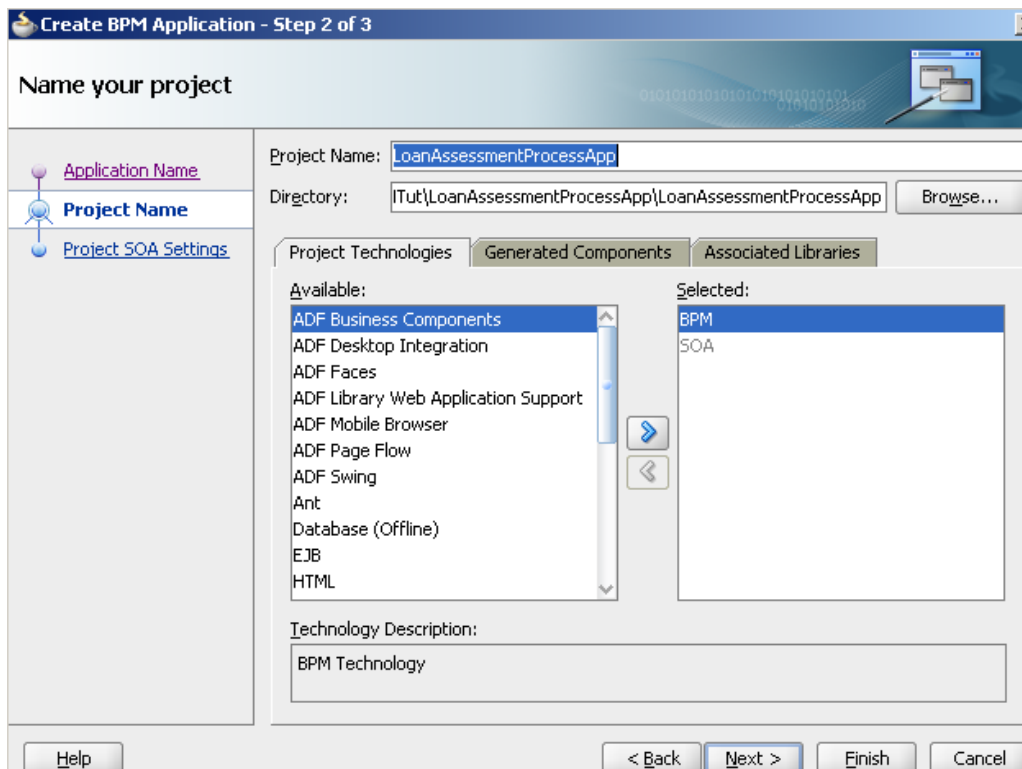 Create BPM Application - Step 2 of 3
Name your project
Application Name
Project Name
Project SOA Settings
Project Name: LoanAssessmentProcessApp
Directory: ITut\LoanAssessmentProcessApp\LoanAssessmentProcessApp Browse...
Project Technologies Generated Components Associated Libraries
Available:
ADF Business Components
ADF Desktop Integration
ADF Faces
ADF Library Web Application Support
ADF Mobile Browser
ADF Page Flow
ADF Swing
Ant
Database (Offline)
EJB
HTML
Selected:
BPM
SOA
Technology Description:
BPM Technology
Help < Back Next > Finish Cancel